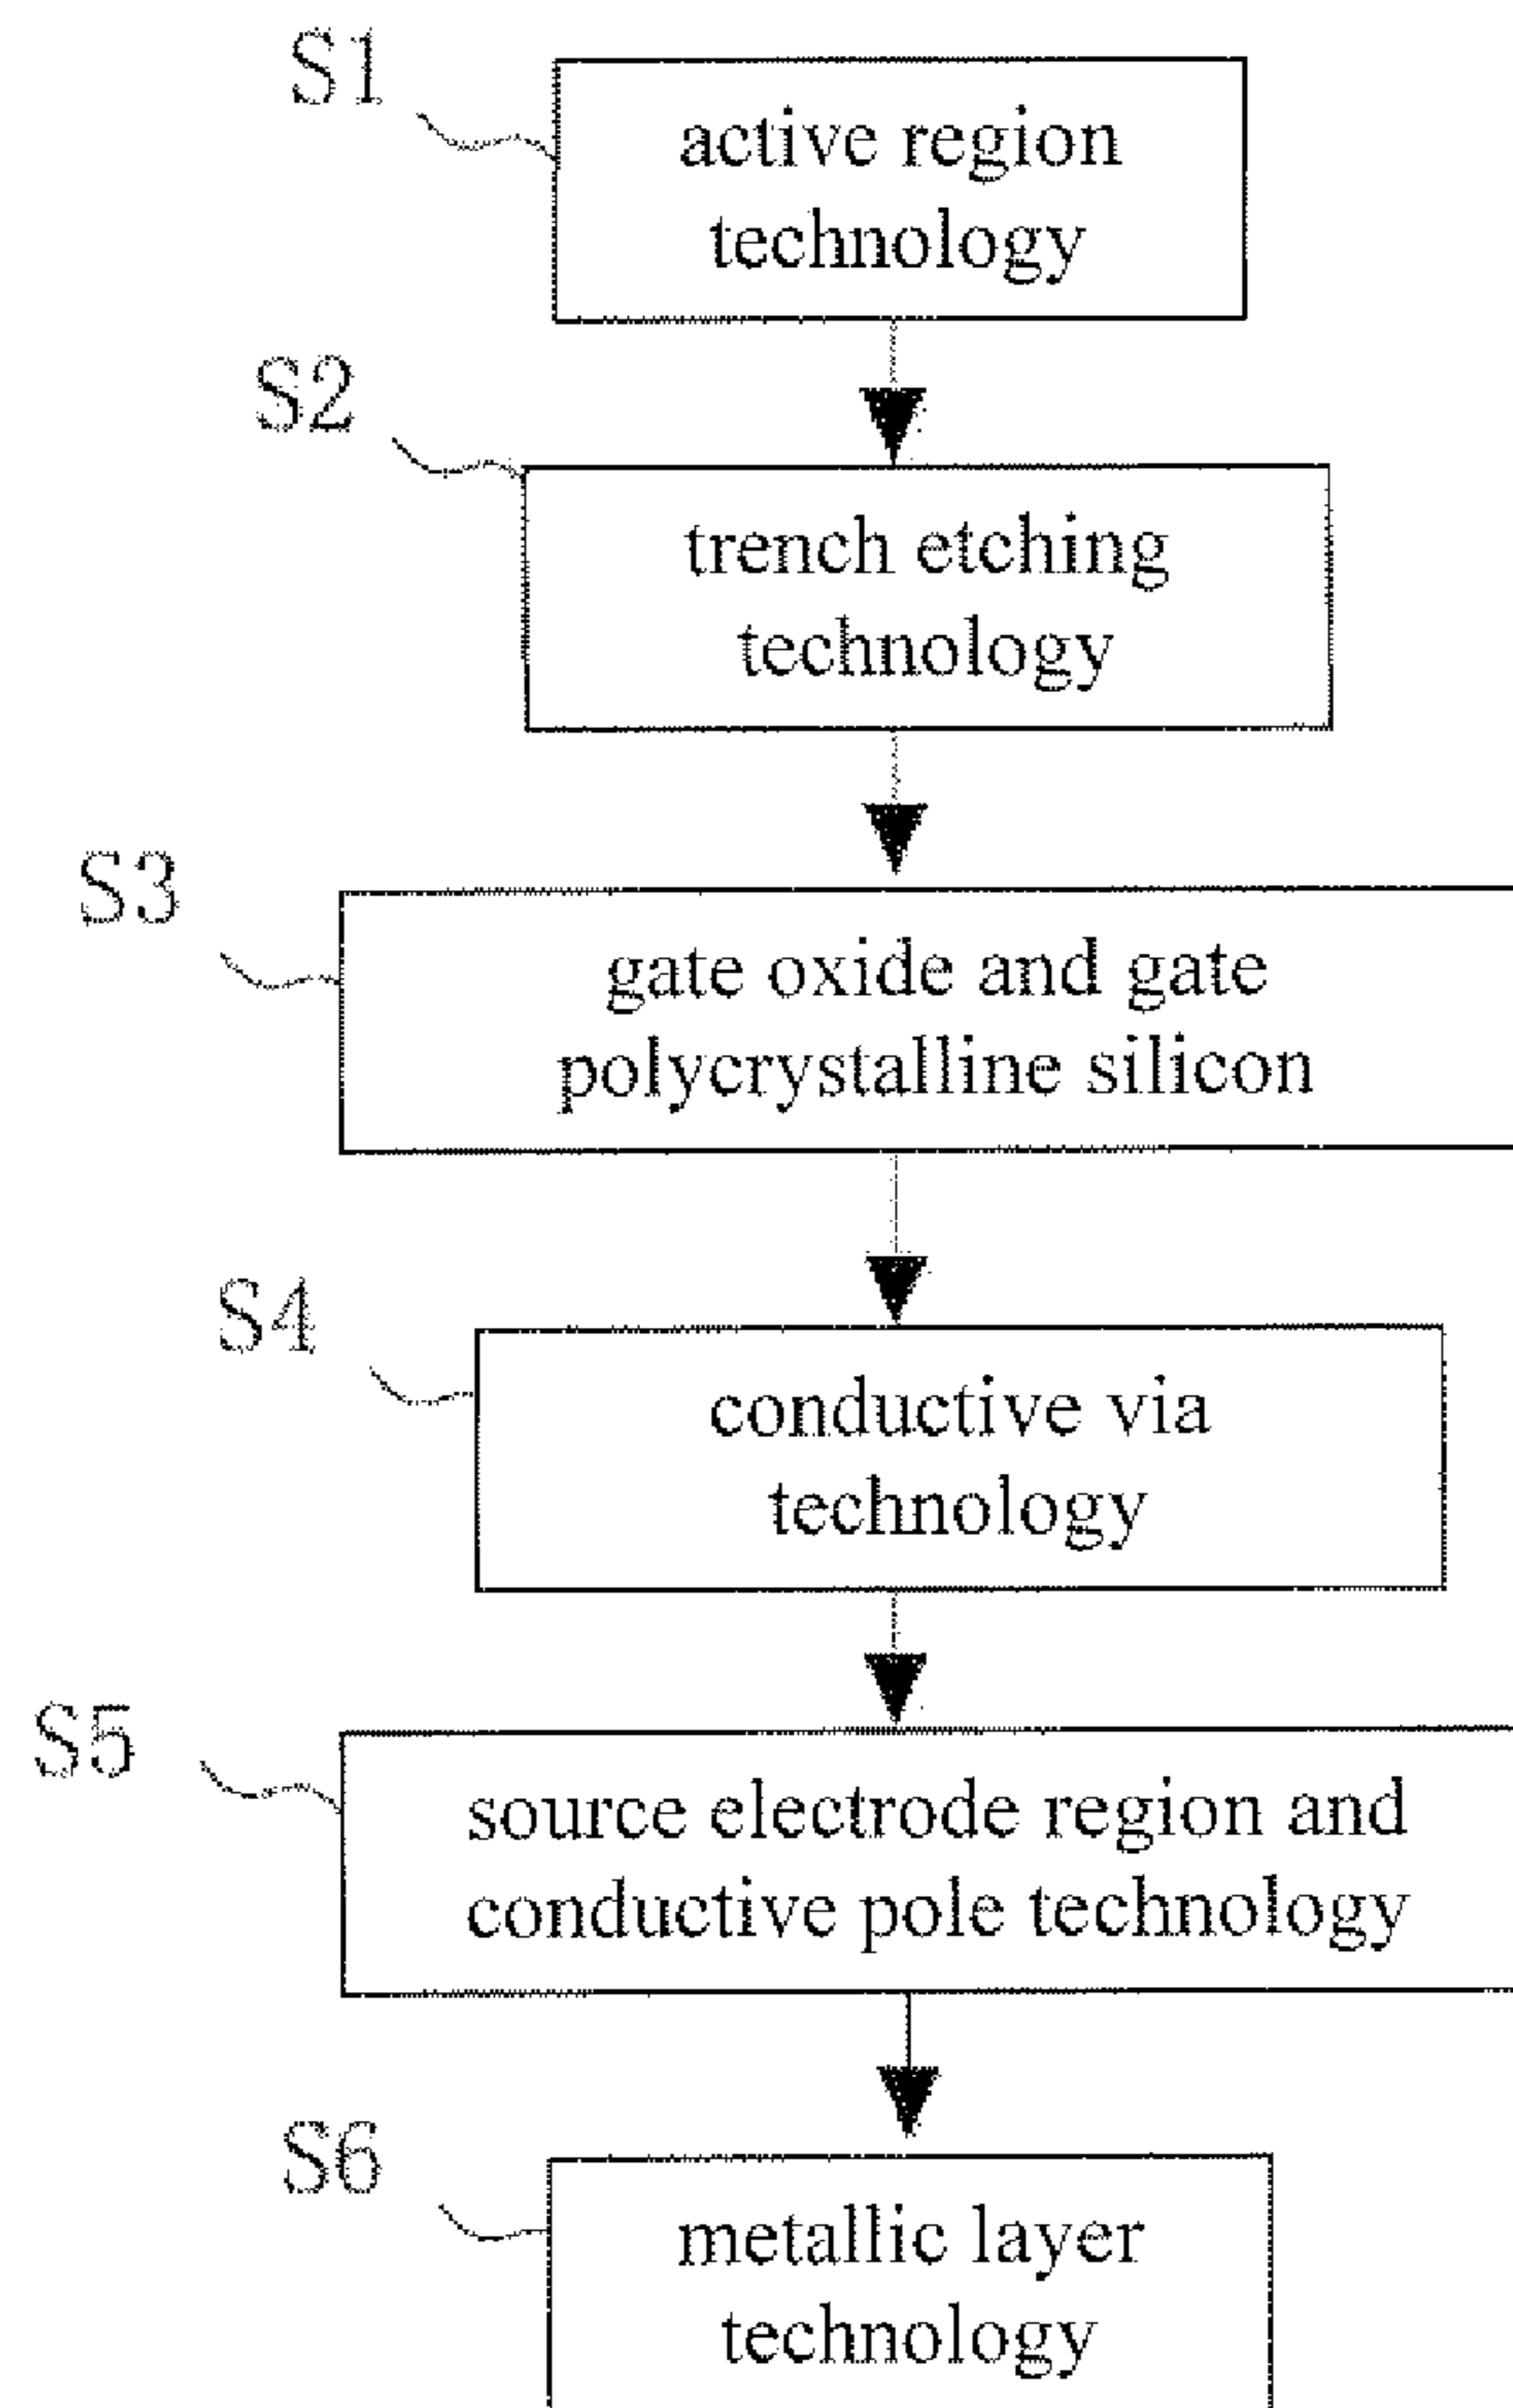 S1
active region
technology
S2
trench etching
technology
S3
gate oxide and gate
polycrystalline silicon
S4
conductive via
technology
S5
source electrode region and
conductive pole technology
S6
metallic layer
technology